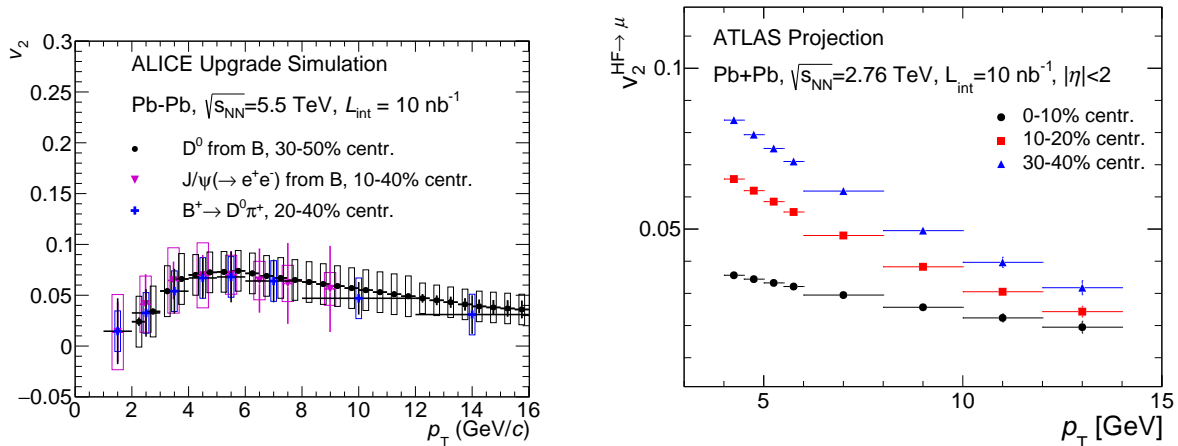 v₂
0.3
0.25
0.2
0.15
0.1
0.05
0
−0.05
ALICE Upgrade Simulation
Pb-Pb, √sNN=5.5 TeV, Lint = 10 nb⁻¹
D⁰ from B, 30-50% centr.
J/ψ(→ e⁺e⁻) from B, 10-40% centr.
B⁺→ D⁰π⁺, 20-40% centr.
0 2 4 6 8 10 12 14 16
pT (GeV/c)
v₂^HF→ μ
0.1
0.05
ATLAS Projection
Pb+Pb, √sNN=2.76 TeV, Lint=10 nb⁻¹, |η|<2
0-10% centr.
10-20% centr.
30-40% centr.
5 10 15
pT [GeV]